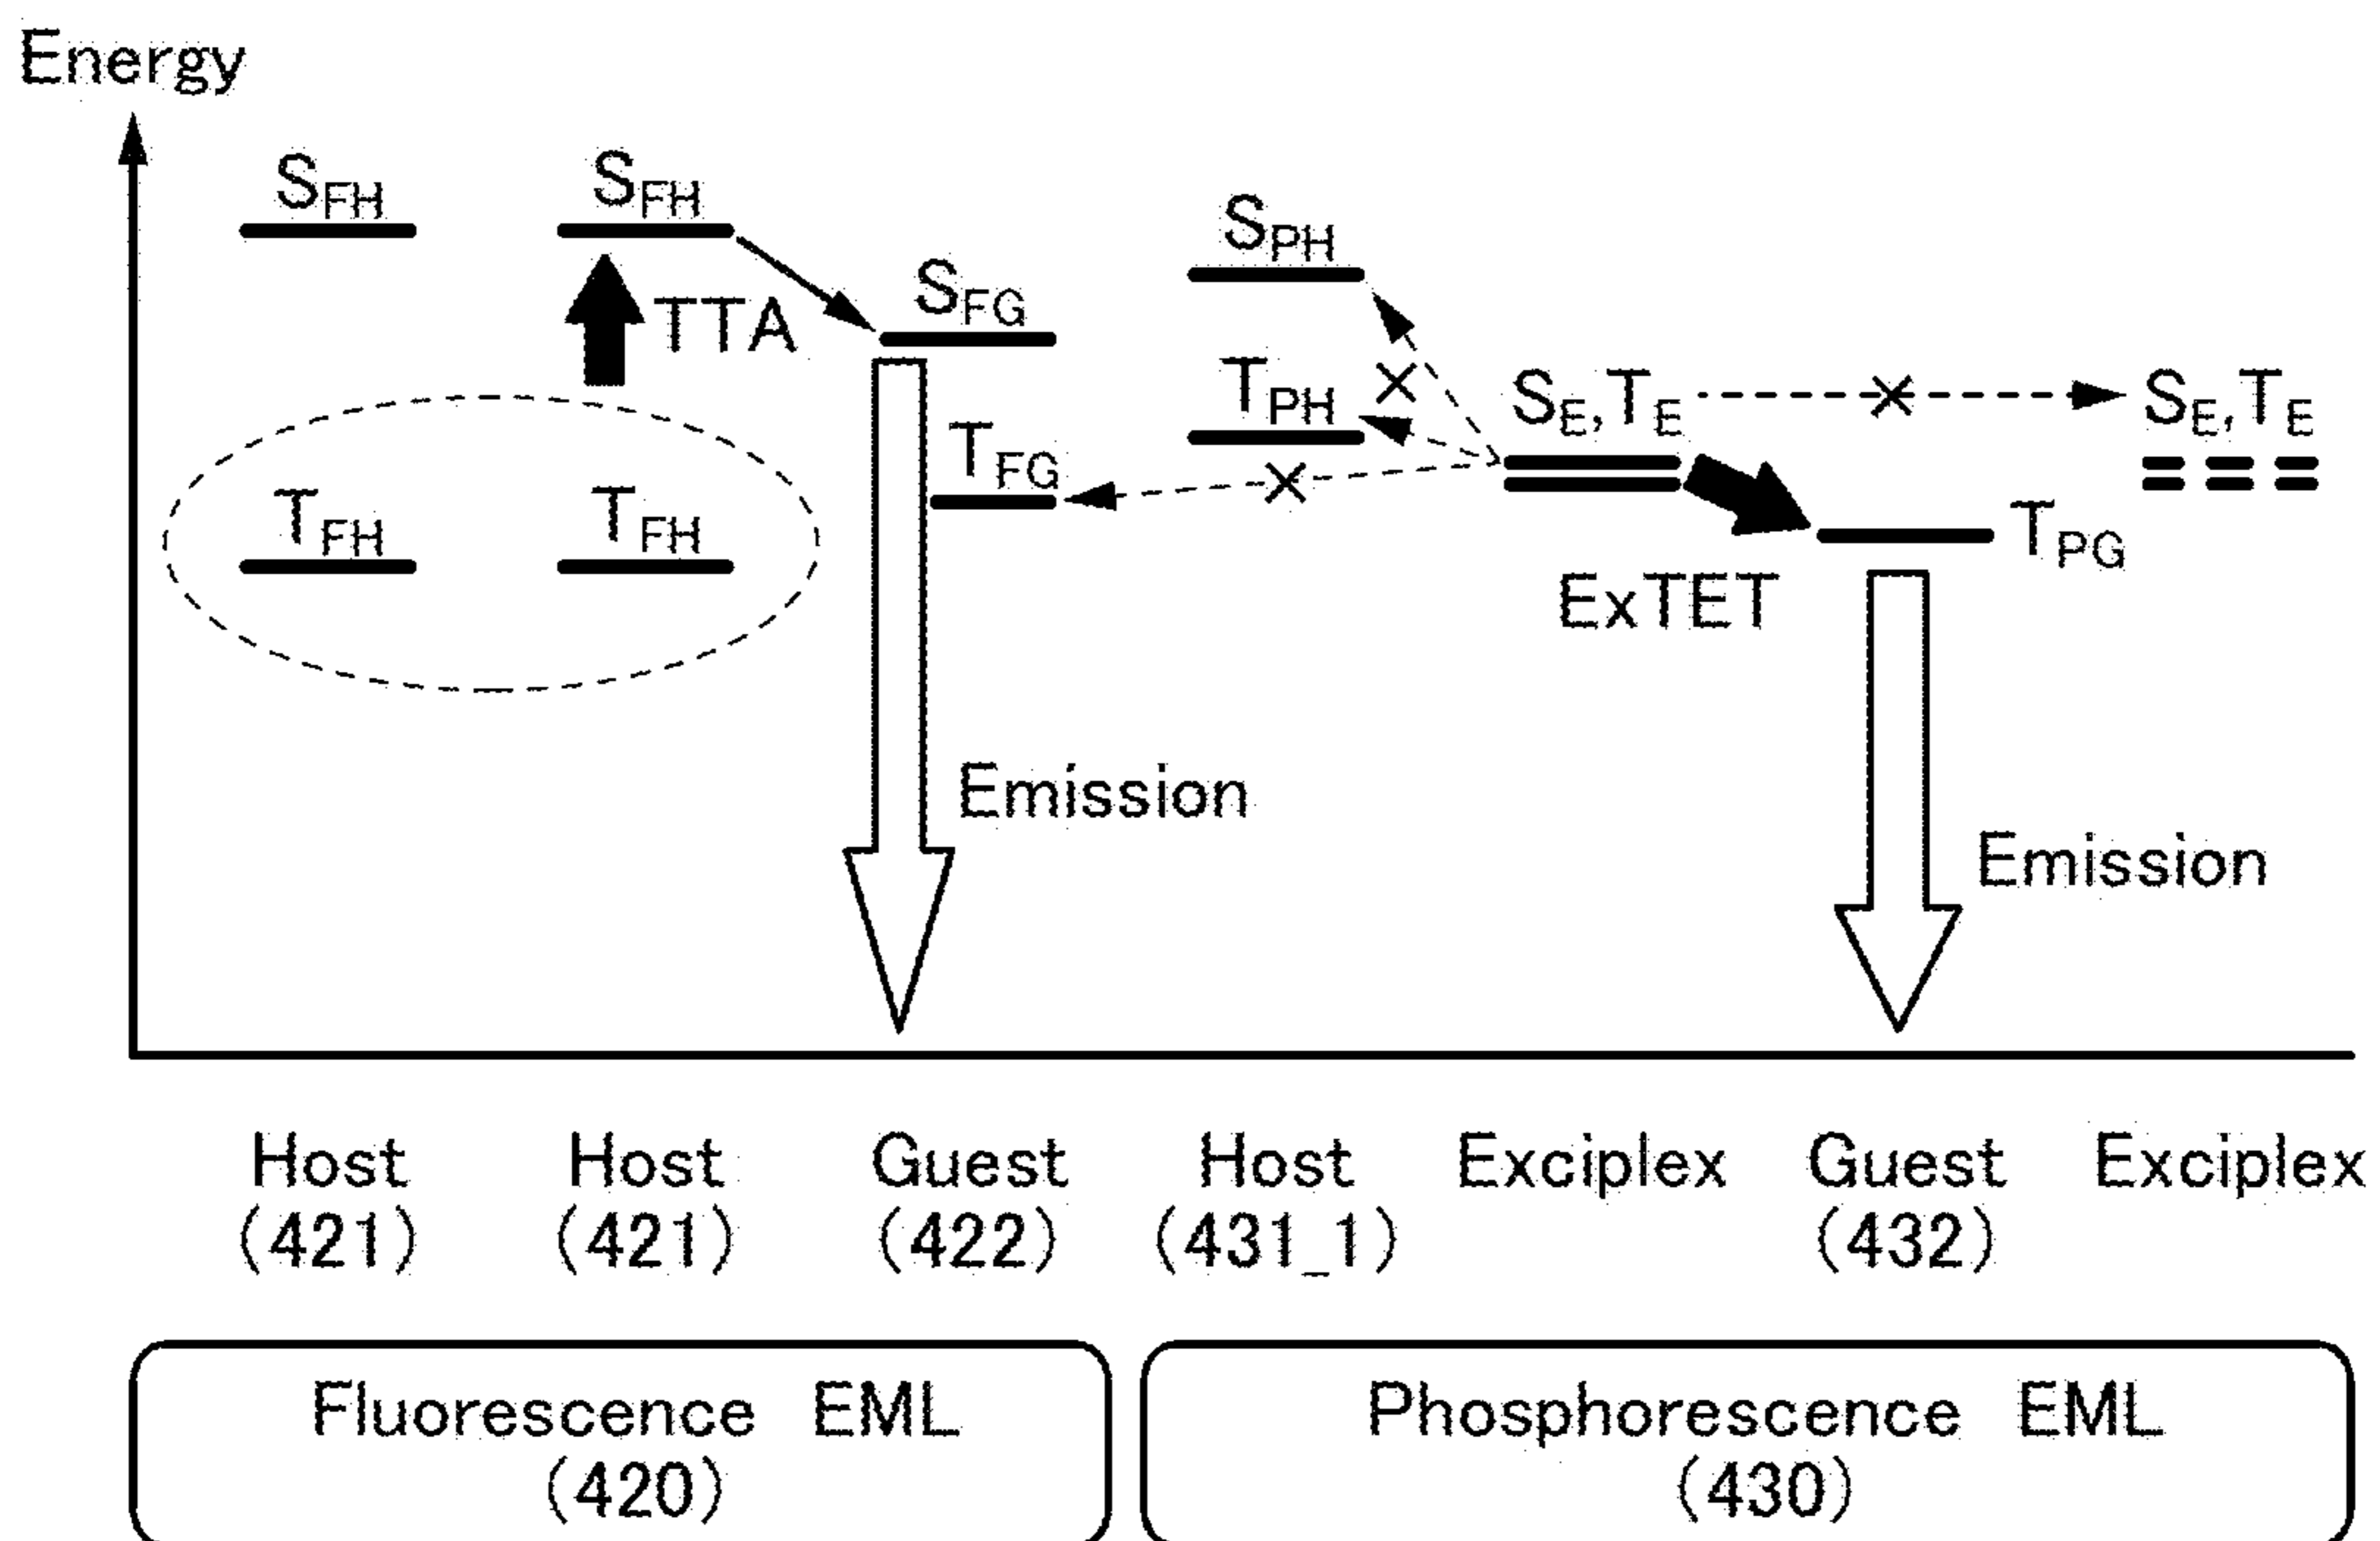 Energy
S_FH
S_FH
S_FG
S_PH
TTA
T_PH
S_E, T_E
S_E, T_E
T_FG
T_FH
T_FH
T_PG
ExTET
Emission
Emission
Host
(421)
Host
(421)
Guest
(422)
Host
(431_1)
Exciplex
Guest
(432)
Exciplex
Fluorescence EML
(420)
Phosphorescence EML
(430)